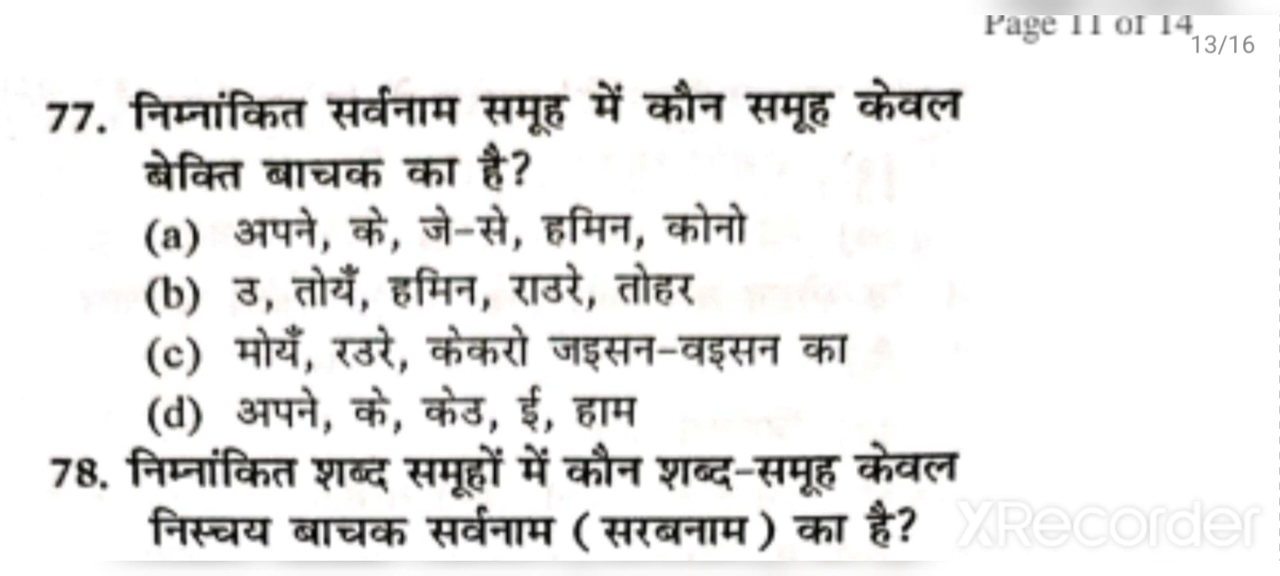 Page 11 of 14
13/16
77. निम्नांकित सर्वनाम समूह में कौन समूह केवल
बेक्ति बाचक का है?
(a) अपने, के, जे-से, हमिन, कोनो
(b) उ, तोयँ, हमिन, राउरे, तोहर
(c) मोयँ, रउरे, केकरो जइसन-वइसन का
(d) अपने, के, केउ, ई, हाम
78. निम्नांकित शब्द समूहों में कौन शब्द-समूह केवल
निस्चय बाचक सर्वनाम ( सरबनाम ) का है?
XRecorder